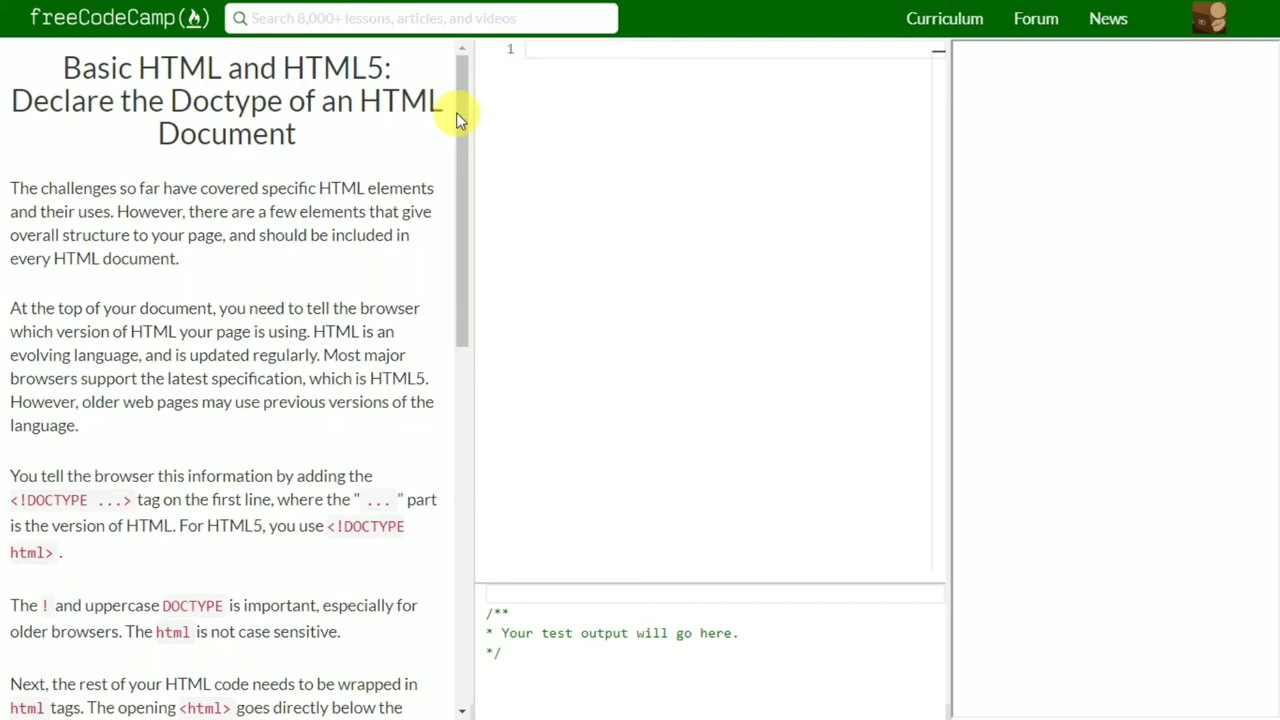 freeCodeCamp
Search 8,000+ lessons, articles, and videos
Curriculum
Forum
News
Basic HTML and HTML5:
Declare the Doctype of an HTML
Document
The challenges so far have covered specific HTML elements
and their uses. However, there are a few elements that give
overall structure to your page, and should be included in
every HTML document.
At the top of your document, you need to tell the browser
which version of HTML your page is using. HTML is an
evolving language, and is updated regularly. Most major
browsers support the latest specification, which is HTML5.
However, older web pages may use previous versions of the
language.
You tell the browser this information by adding the
<!DOCTYPE ...> tag on the first line, where the " ... " part
is the version of HTML. For HTML5, you use <!DOCTYPE
html> .
The ! and uppercase DOCTYPE is important, especially for
older browsers. The html is not case sensitive.
Next, the rest of your HTML code needs to be wrapped in
html tags. The opening <html> goes directly below the
1
/**
* Your test output will go here.
*/